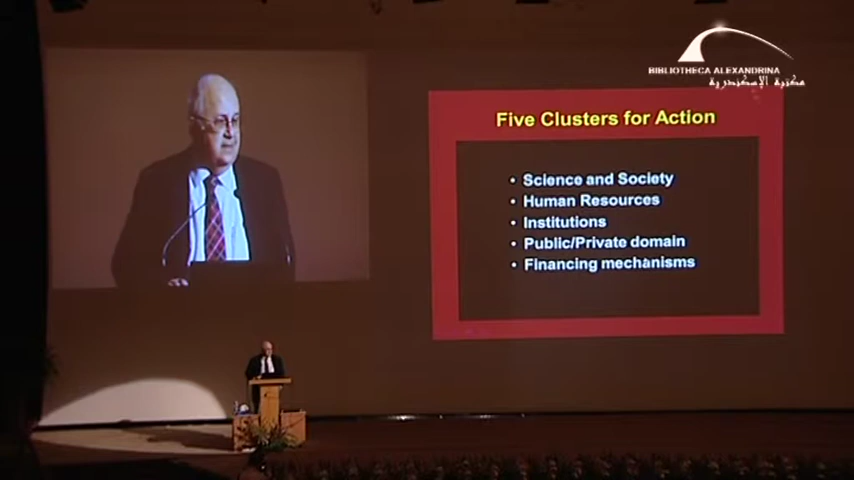 BIBLIOTHECA ALEXANDRINA
مكتبة الإسكندرية
Five Clusters for Action
• Science and Society
• Human Resources
• Institutions
• Public/Private domain
• Financing mechanisms